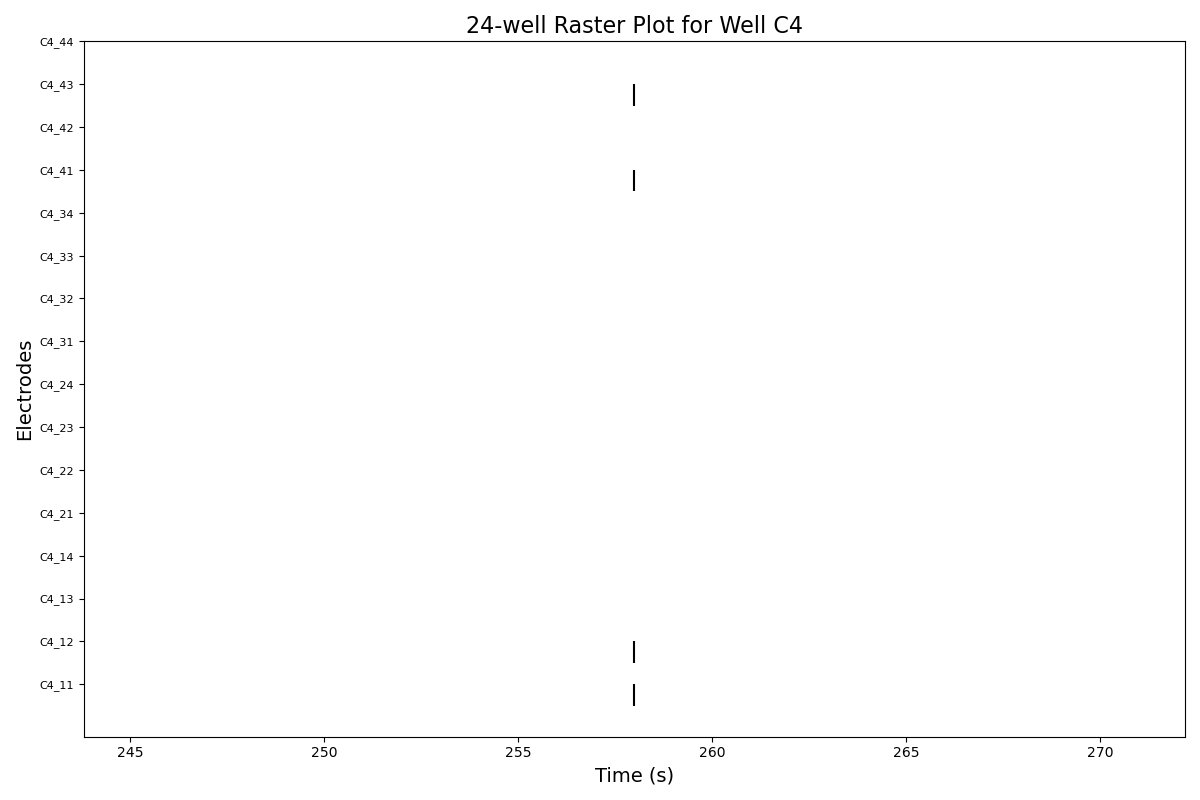 24-well Raster Plot for Well C4
C4_44
C4_43
C4_42
C4_41
C4_34
C4_33
C4_32
C4_31
C4_24
C4_23
C4_22
C4_21
C4_14
C4_13
C4_12
C4_11
Electrodes
245 250 255 260 265 270
Time (s)